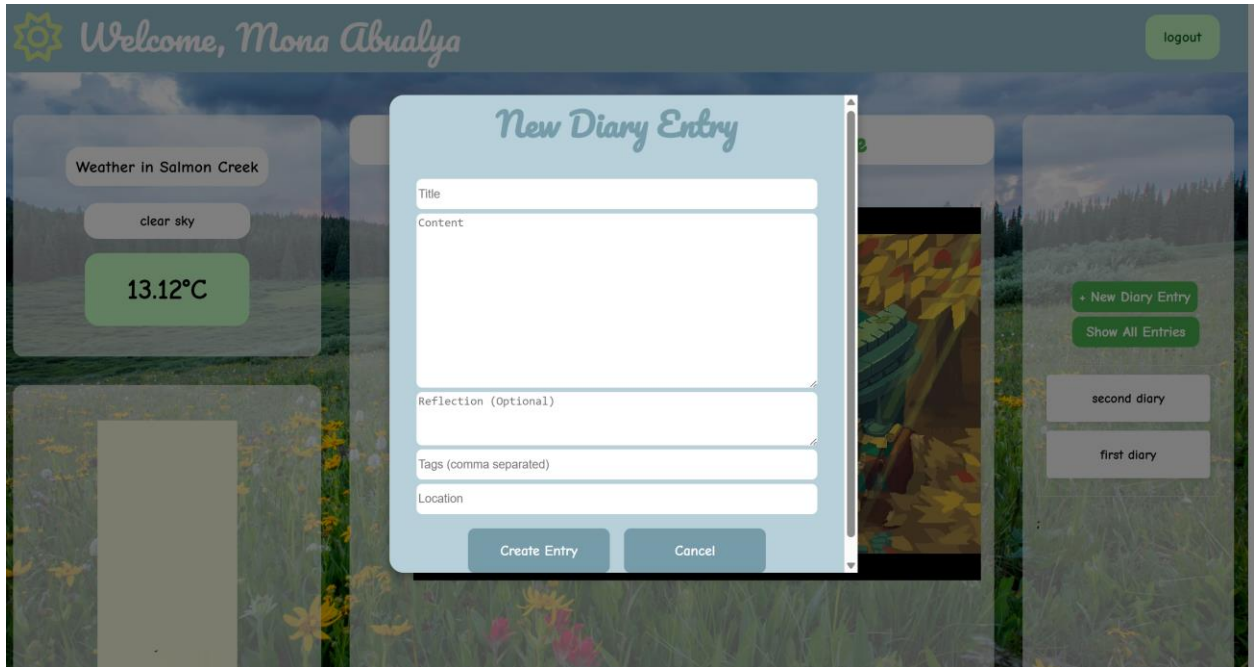 Welcome, Mona Abualya
logout
Weather in Salmon Creek
clear sky
13.12°C
New Diary Entry
Title
Content
Reflection (Optional)
Tags (comma separated)
Location
Create Entry
Cancel
+ New Diary Entry
Show All Entries
second diary
first diary